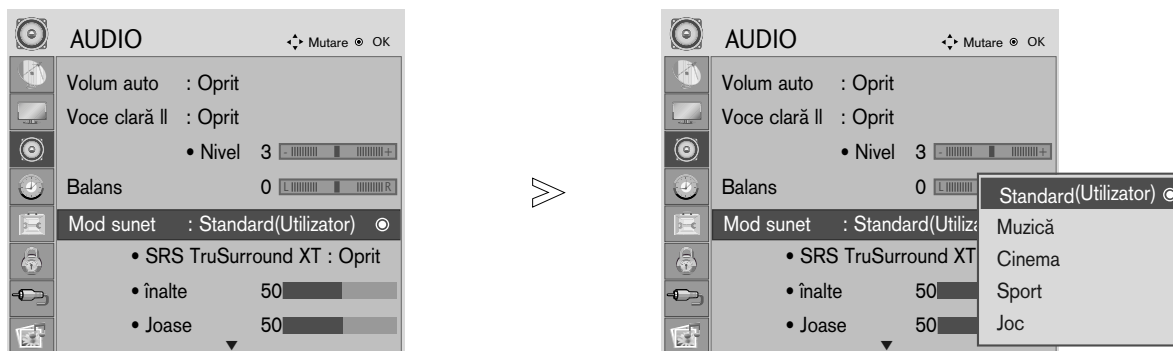 AUDIO Mutare OK
Volum auto : Oprit
Voce clară II : Oprit
• Nivel 3 - +
Balans 0 L R
Mod sunet : Standard(Utilizator)
• SRS TruSurround XT : Oprit
• înalte 50
• Joase 50
AUDIO Mutare OK
Volum auto : Oprit
Voce clară II : Oprit
• Nivel 3 - +
Balans 0 L
Mod sunet : Standard(Utiliza
• SRS TruSurround XT
• înalte 50
• Joase 50
Standard(Utilizator)
Muzică
Cinema
Sport
Joc